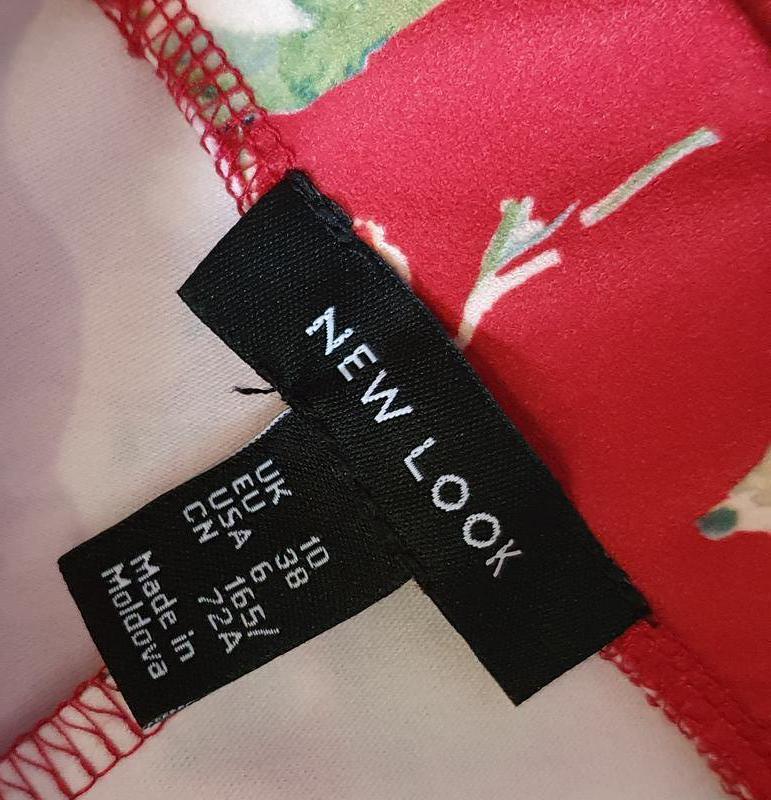 NEW LOOK
UK 10
EU 38
USA 6
CN 165/
72A
Made in
Moldova